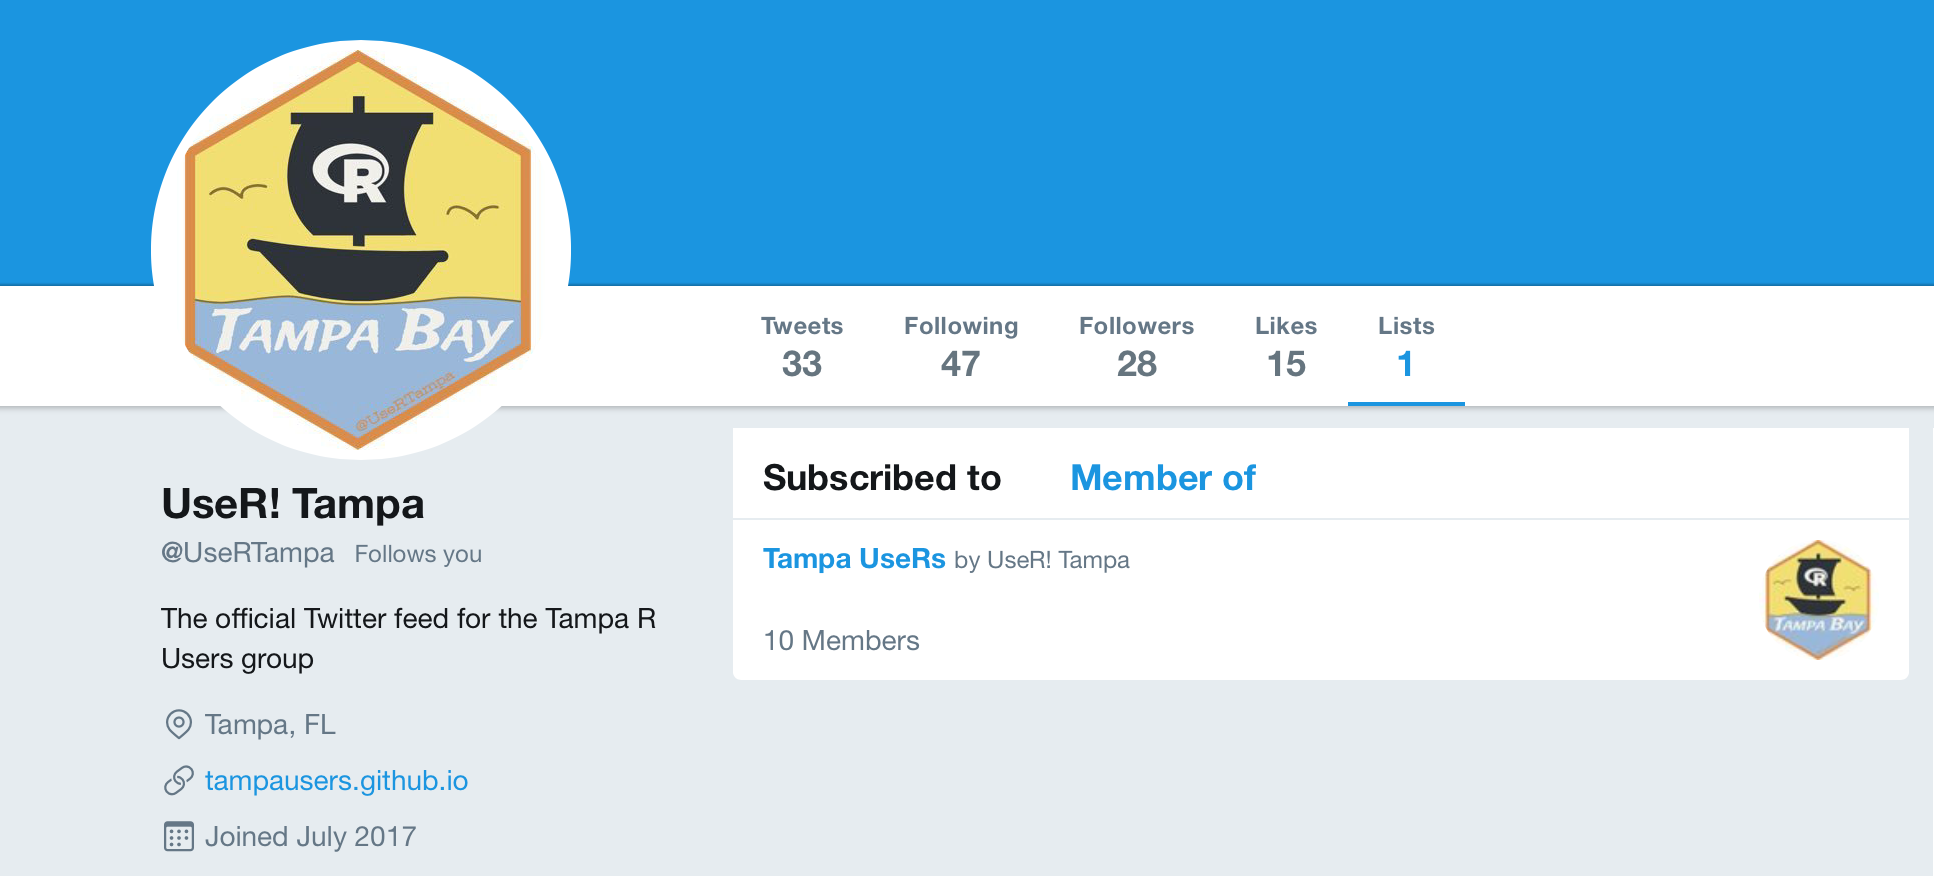 R
TAMPA BAY
@UseRTampa
Tweets
33
Following
47
Followers
28
Likes
15
Lists
1
UseR! Tampa
@UseRTampa Follows you
The official Twitter feed for the Tampa R
Users group
Tampa, FL
tampausers.github.io
Joined July 2017
Subscribed to Member of
Tampa UseRs by UseR! Tampa
10 Members
R
TAMPA BAY